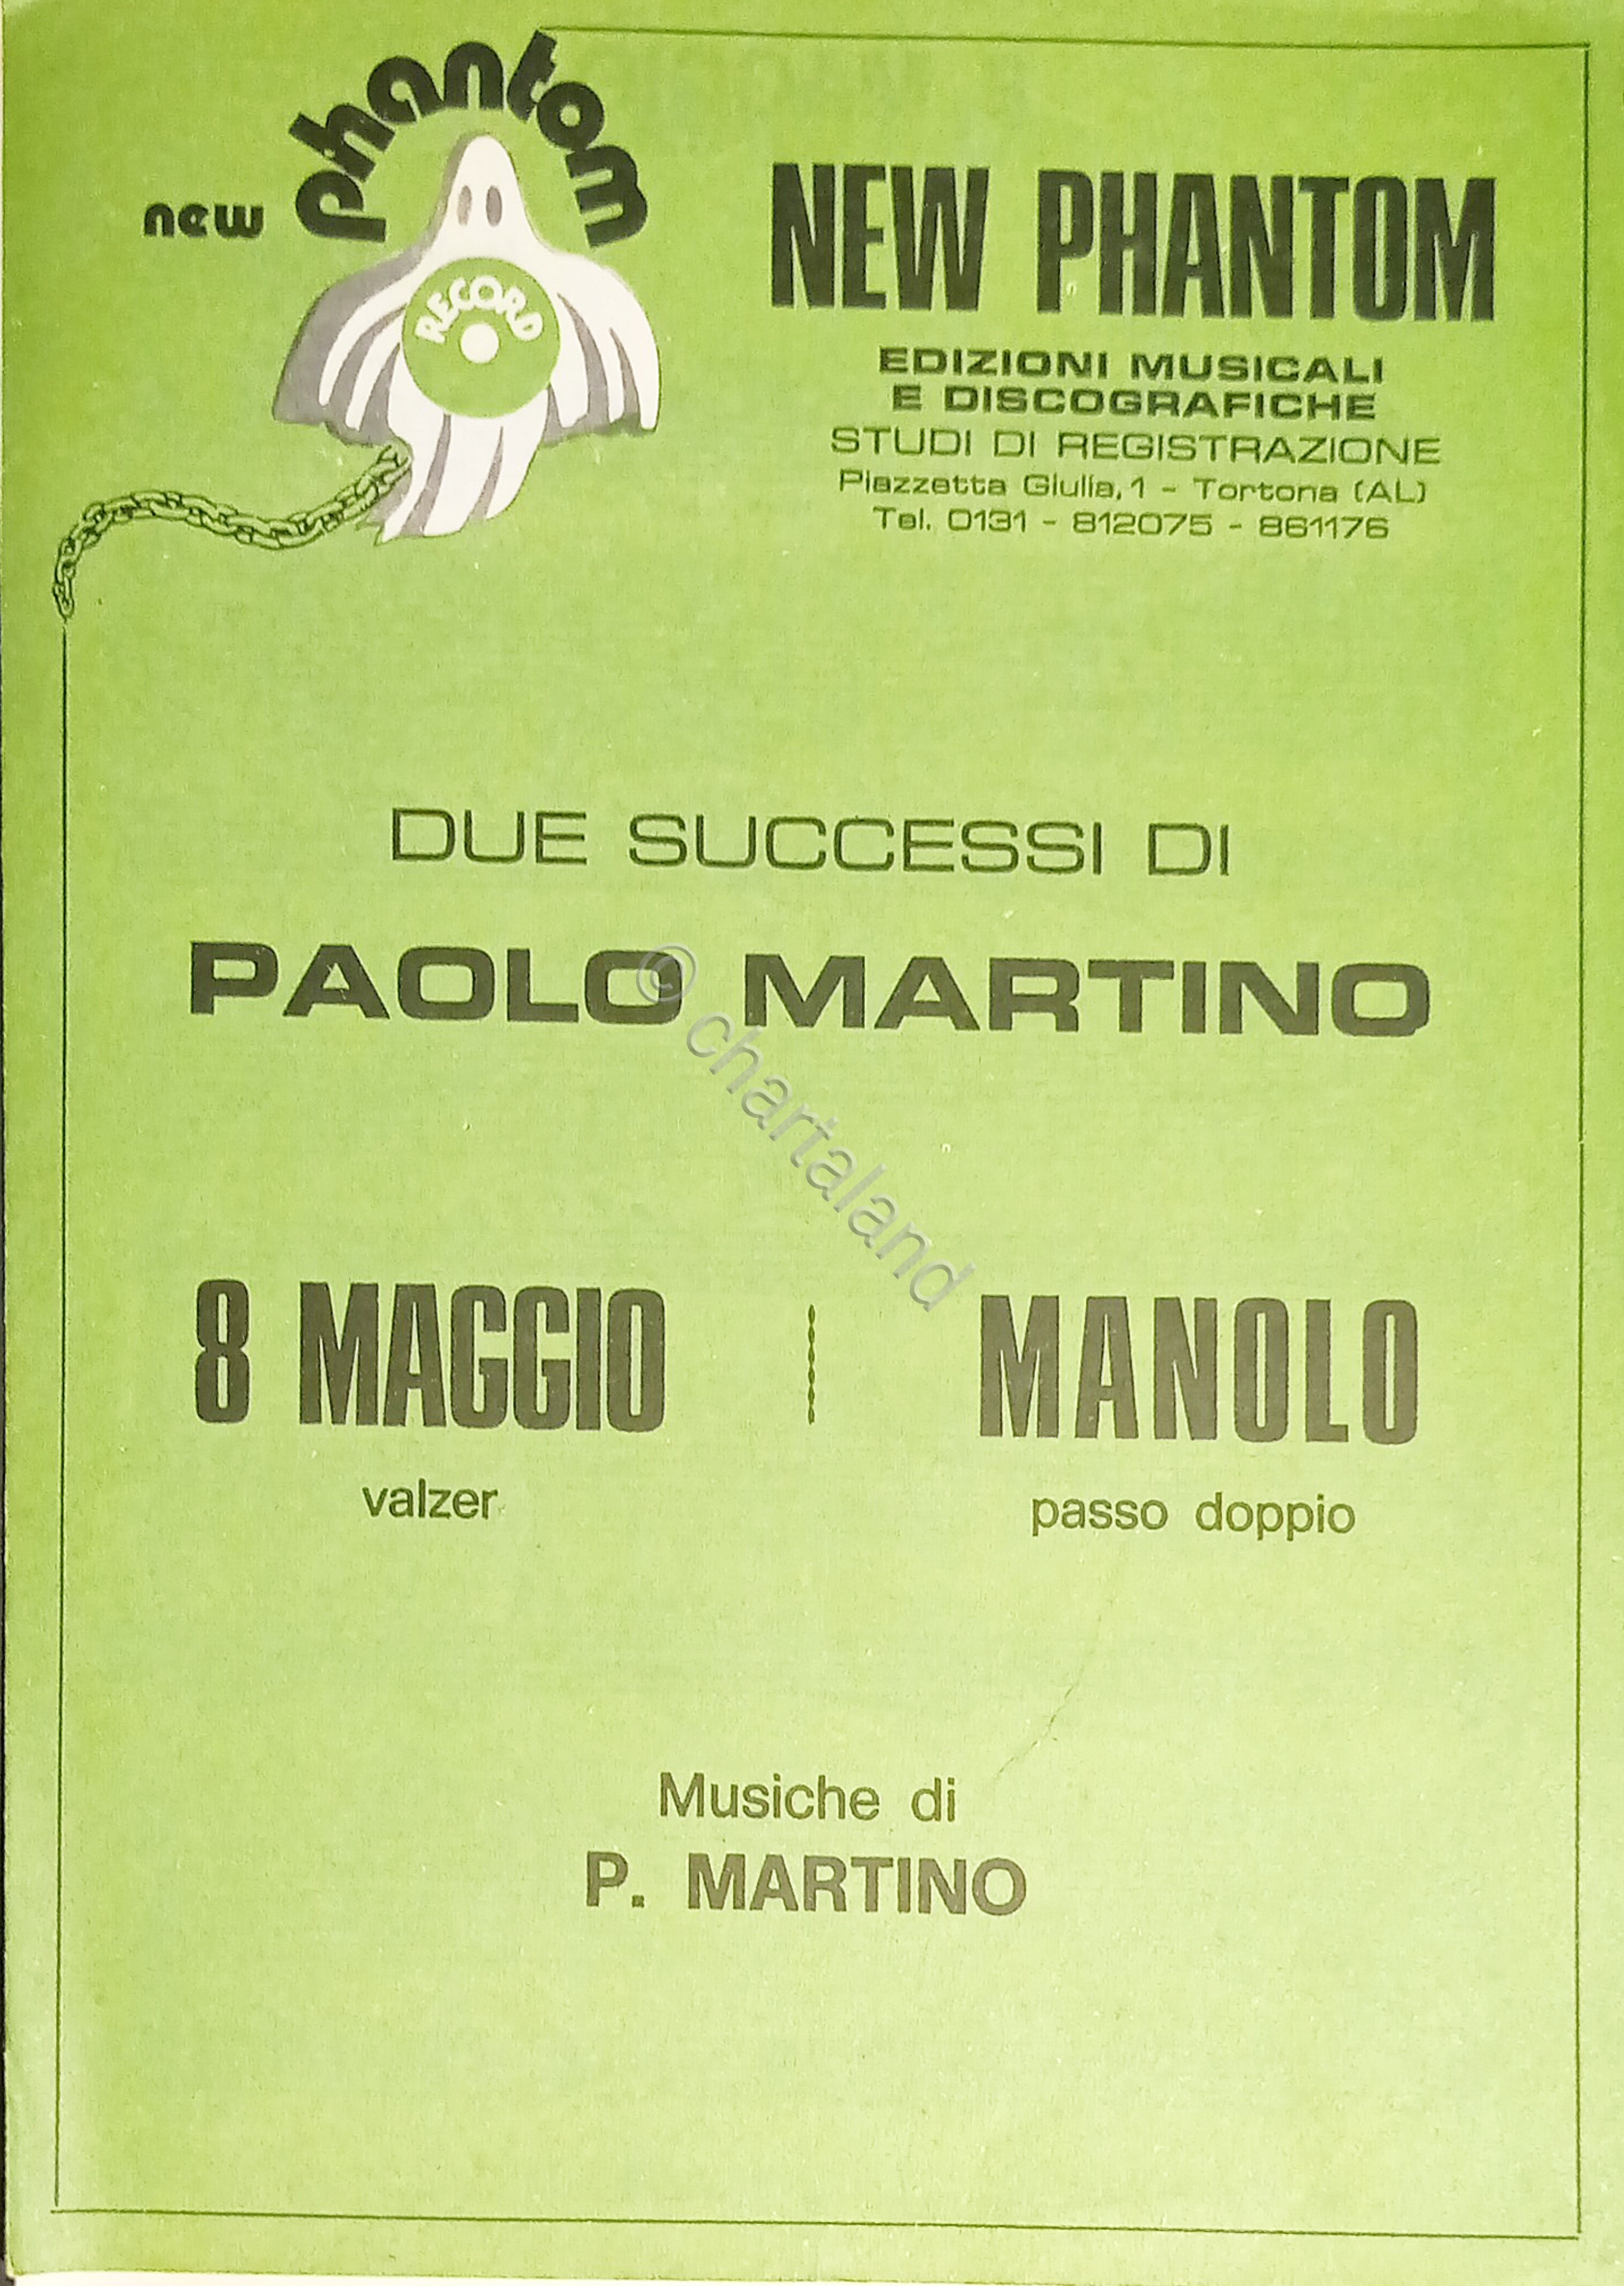 new phantom
RECORD
NEW PHANTOM
EDIZIONI MUSICALI
E DISCOGRAFICHE
STUDI DI REGISTRAZIONE
Piazzetta Giulia, 1 - Tortona (AL)
Tel. 0131 - 812075 - 861176
DUE SUCCESSI DI
PAOLO MARTINO
© chartaland
8 MAGGIO
valzer
MANOLO
passo doppio
Musiche di
P. MARTINO